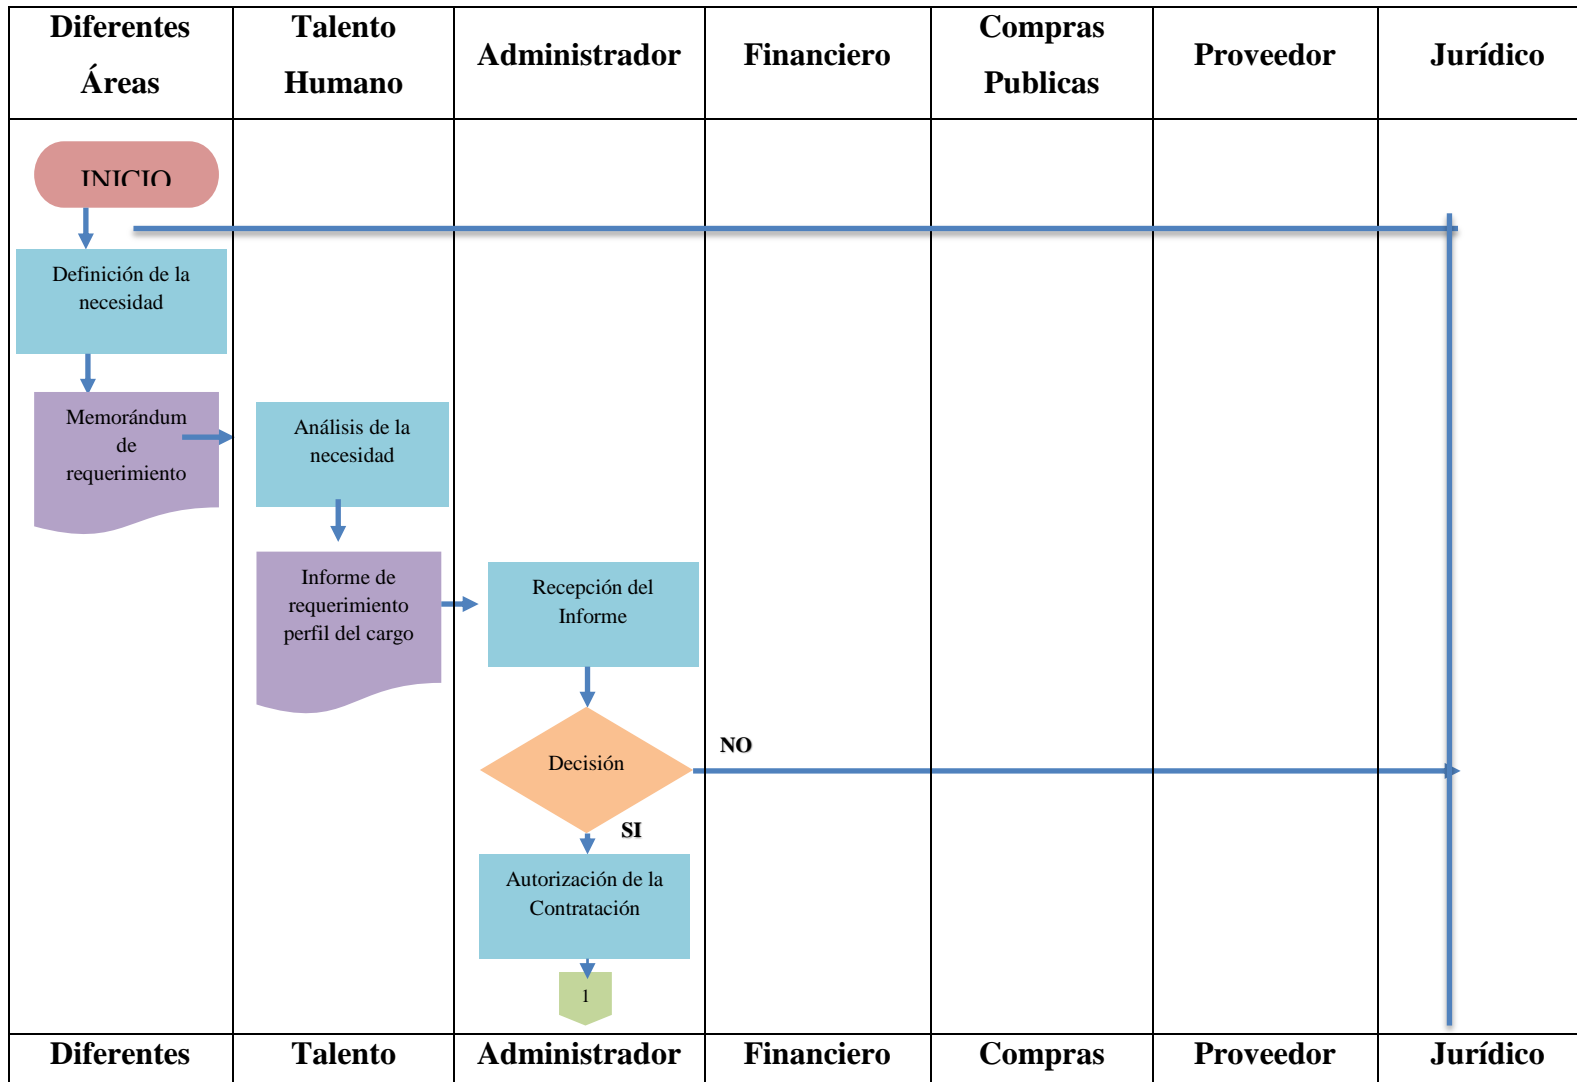 Diferentes
Áreas
Talento
Humano
Administrador
Financiero
Compras
Publicas
Proveedor
Jurídico
INICIO
Definición de la
necesidad
Memorándum
de
requerimiento
Análisis de la
necesidad
Informe de
requerimiento
perfil del cargo
Recepción del
Informe
Decisión
NO
SI
Autorización de la
Contratación
1
Diferentes
Talento
Administrador
Financiero
Compras
Proveedor
Jurídico